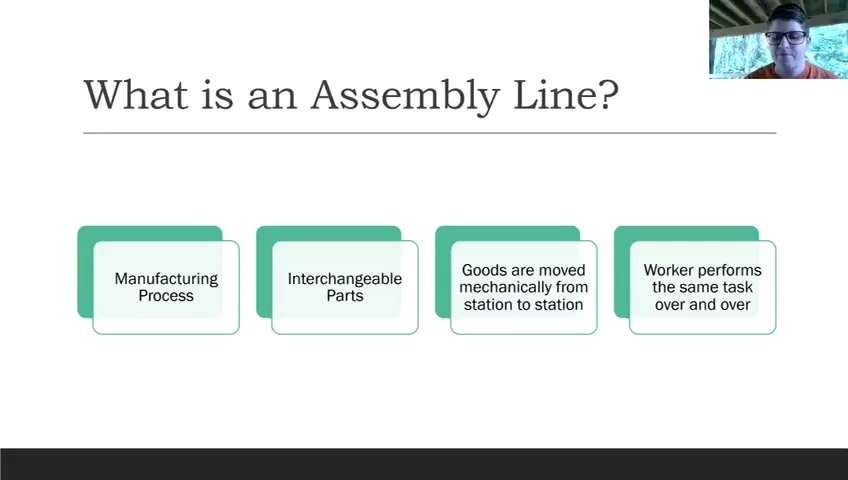 What is an Assembly Line?
Manufacturing
Process
Interchangeable
Parts
Goods are moved
mechanically from
station to station
Worker performs
the same task
over and over